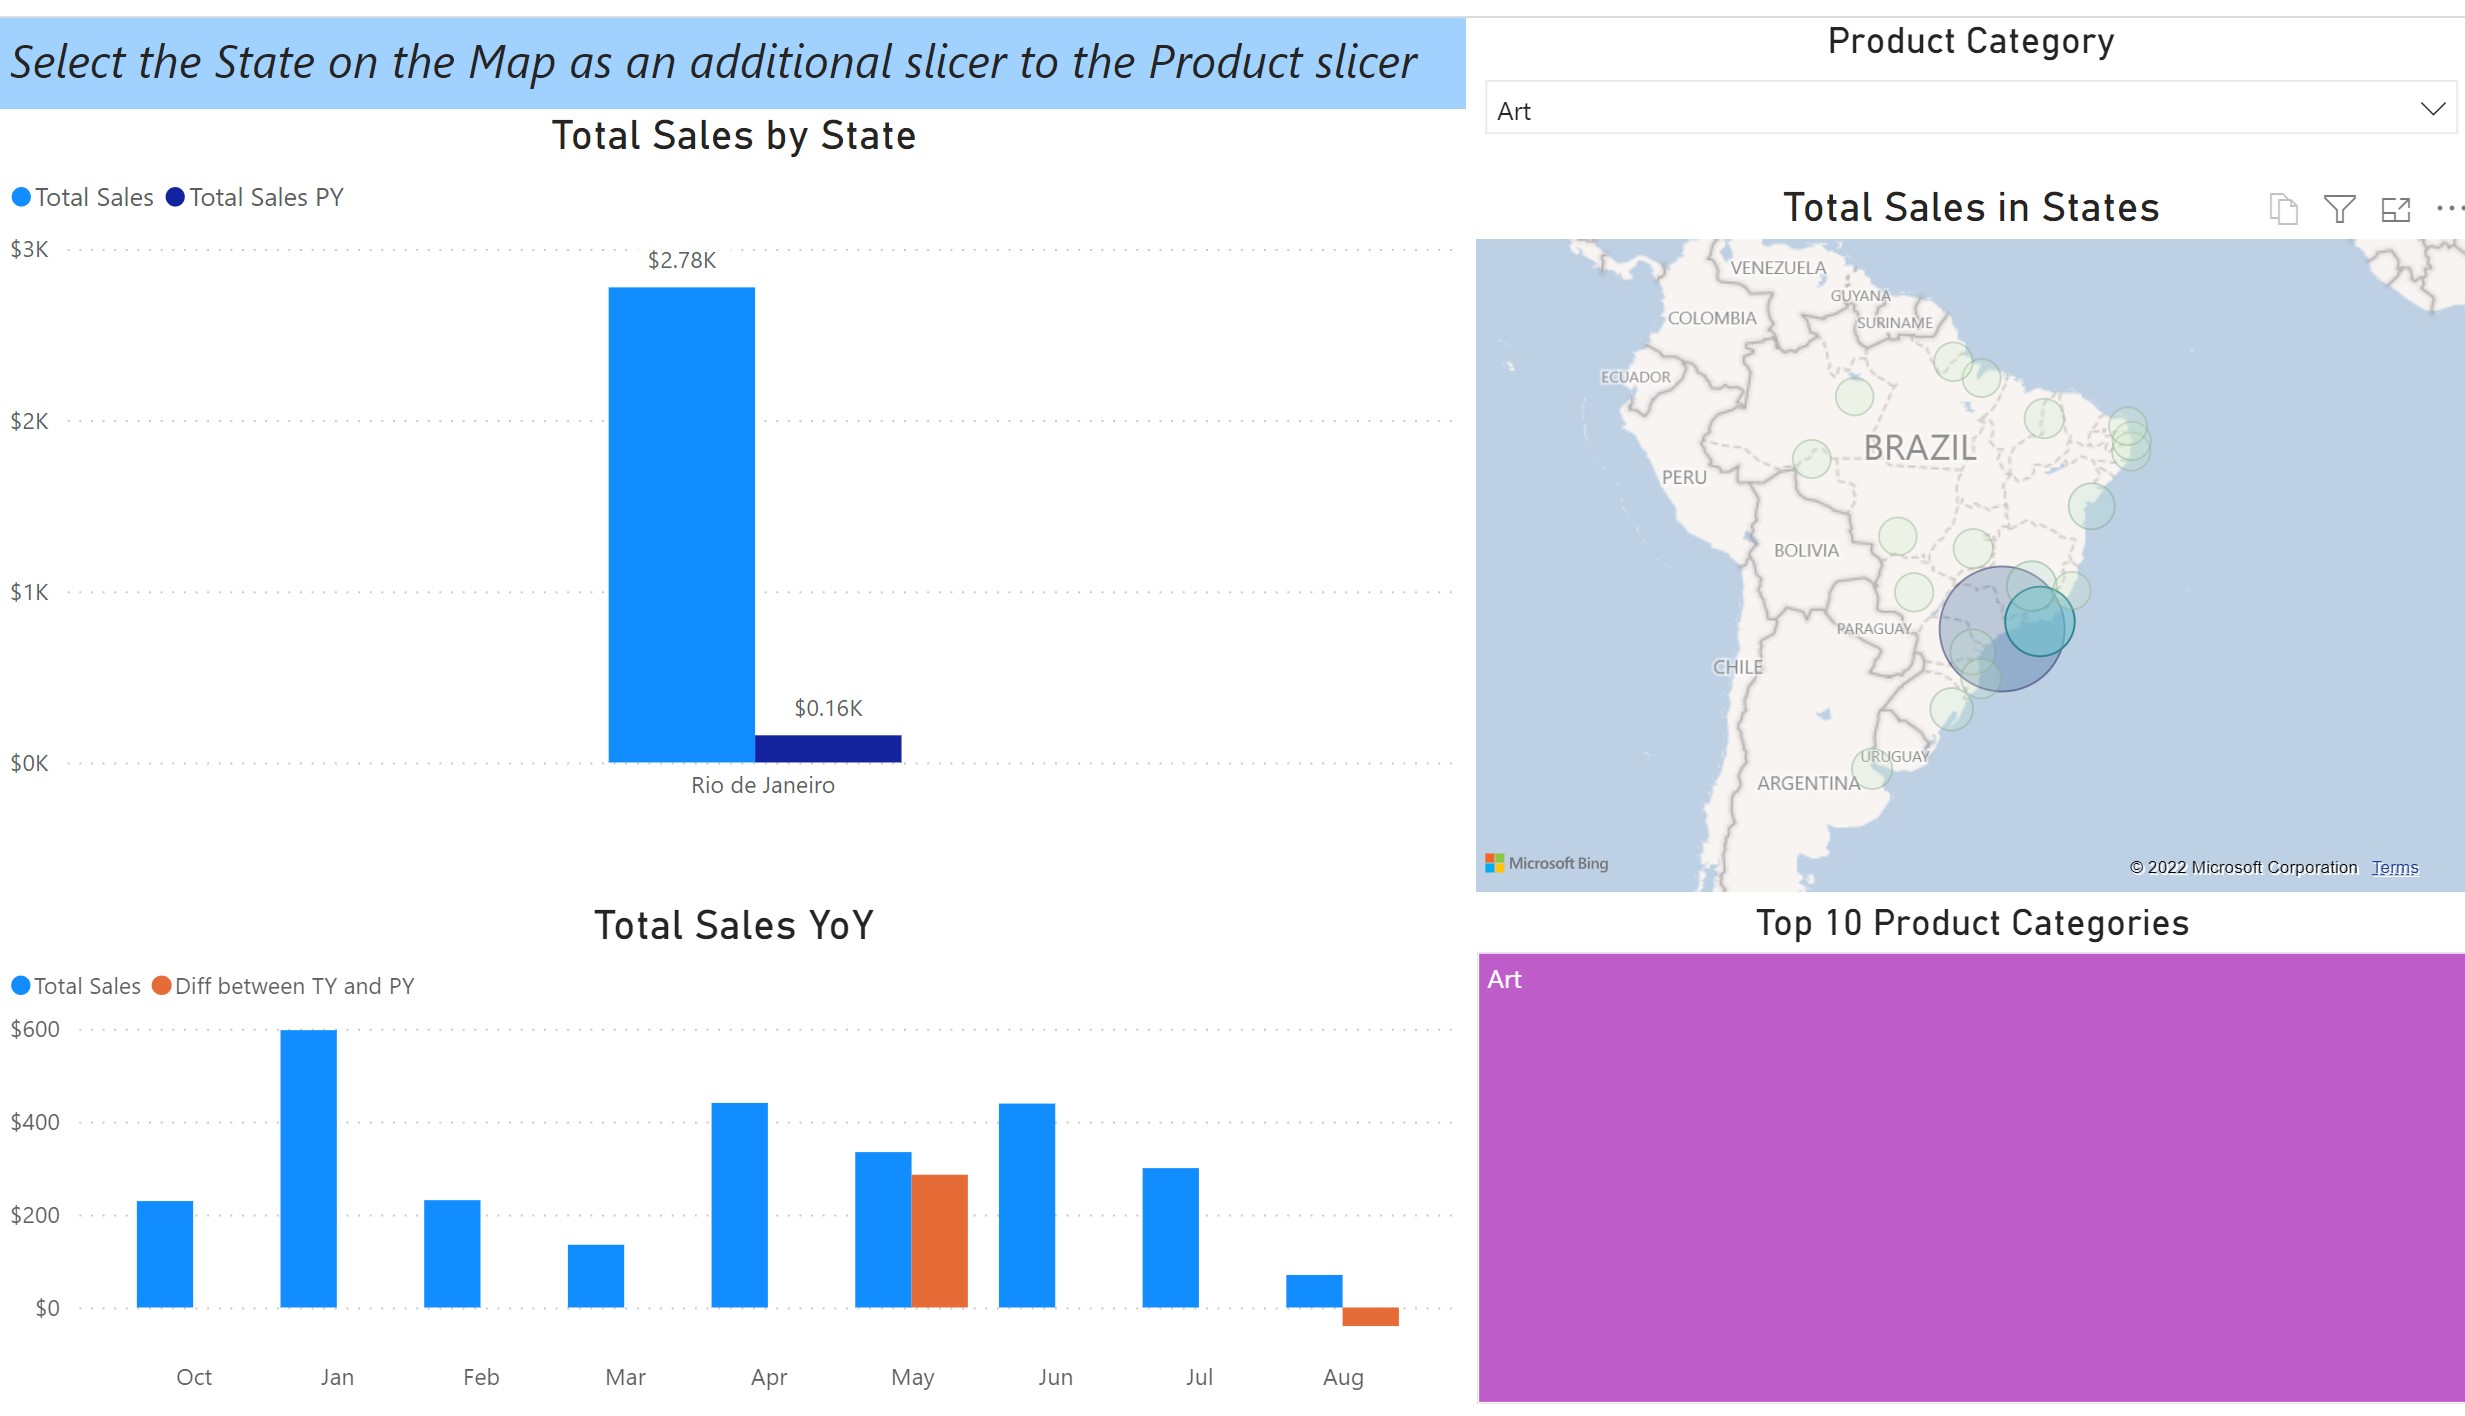 Select the State on the Map as an additional slicer to the Product slicer
Product Category
Art
Total Sales by State
Total Sales
Total Sales PY
$3K
$2K
$1K
$0K
$2.78K
$0.16K
Rio de Janeiro
Total Sales in States
VENEZUELA
GUYANA
COLOMBIA
SURINAME
ECUADOR
BRAZIL
PERU
BOLIVIA
PARAGUAY
CHILE
URUGUAY
ARGENTINA
Microsoft Bing
© 2022 Microsoft Corporation Terms
Total Sales YoY
Total Sales
Diff between TY and PY
$600
$400
$200
$0
Oct
Jan
Feb
Mar
Apr
May
Jun
Jul
Aug
Top 10 Product Categories
Art